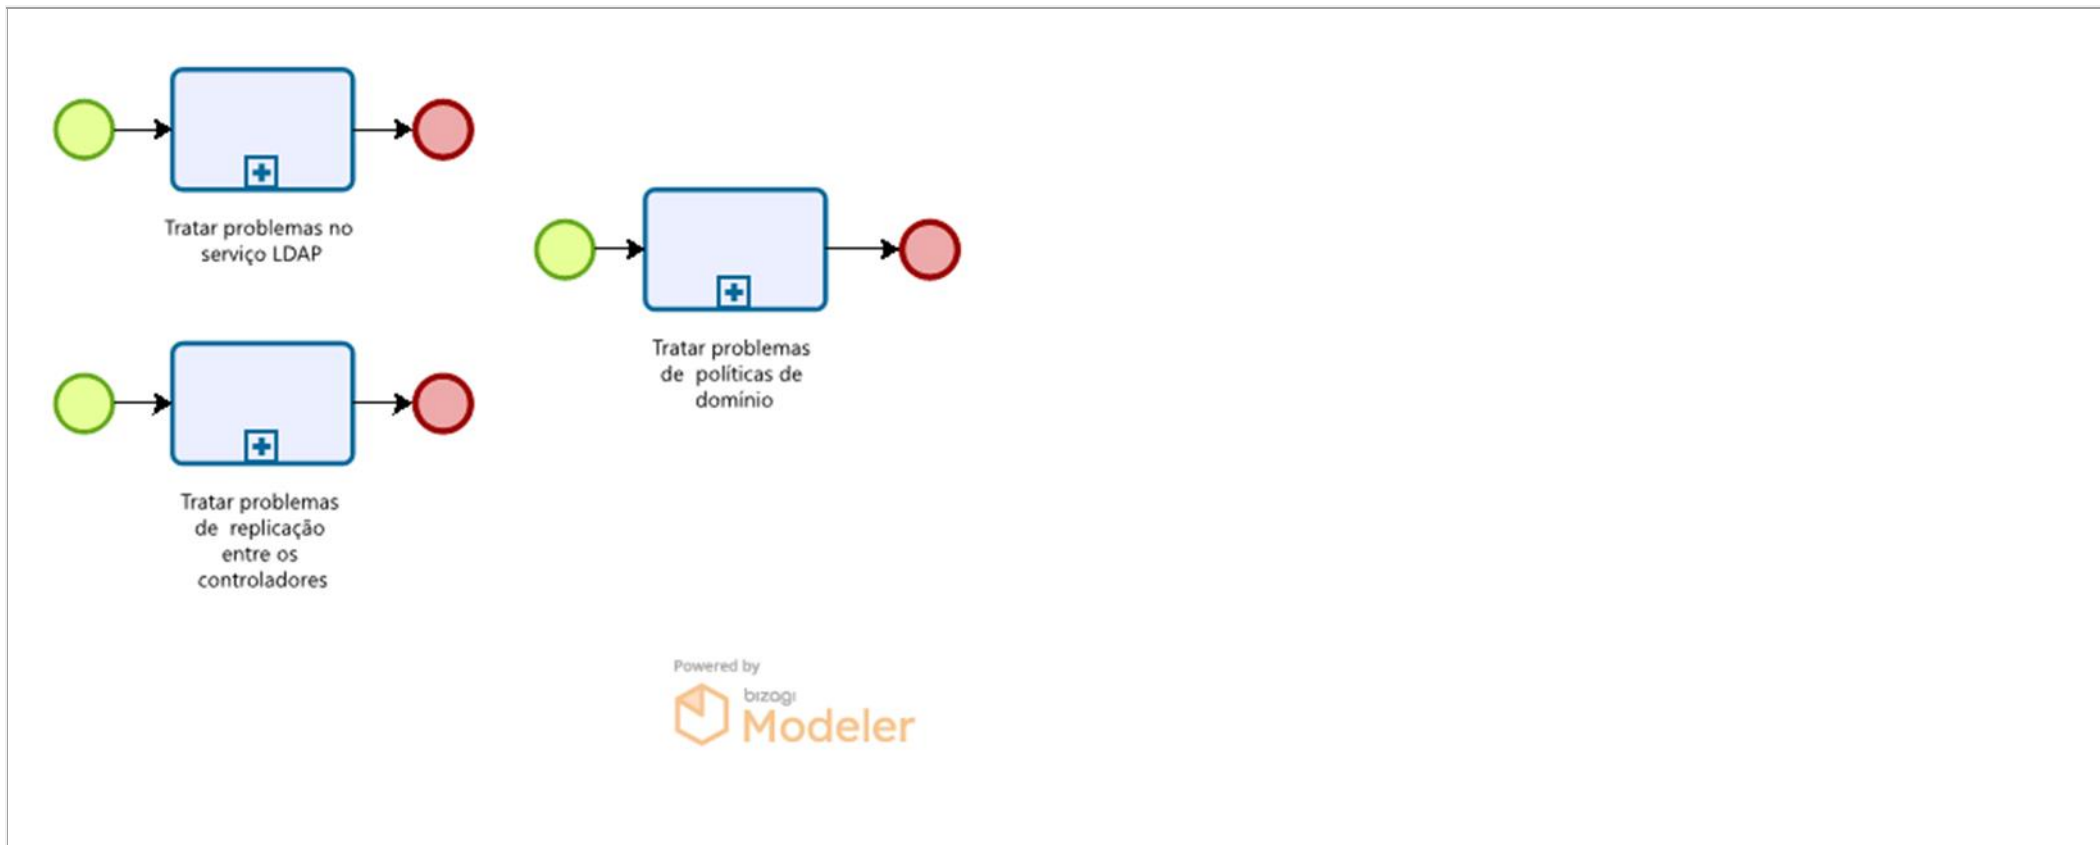 Tratar problemas no
serviço LDAP
Tratar problemas
de  políticas de
domínio
Tratar problemas
de  replicação
entre os
controladores
Powered by
bizagi
Modeler